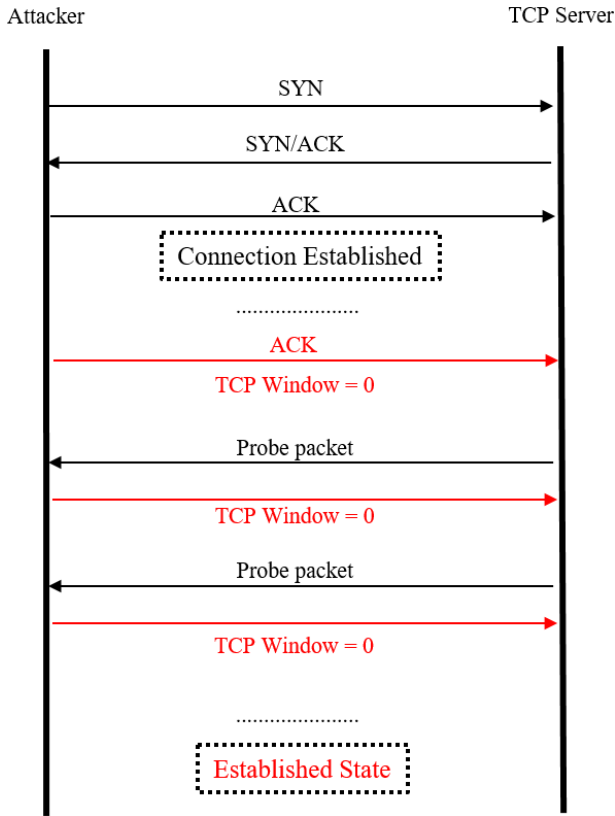 Attacker
TCP Server
SYN
SYN/ACK
ACK
Connection Established
......................
ACK
TCP Window = 0
Probe packet
TCP Window = 0
Probe packet
TCP Window = 0
......................
Established State